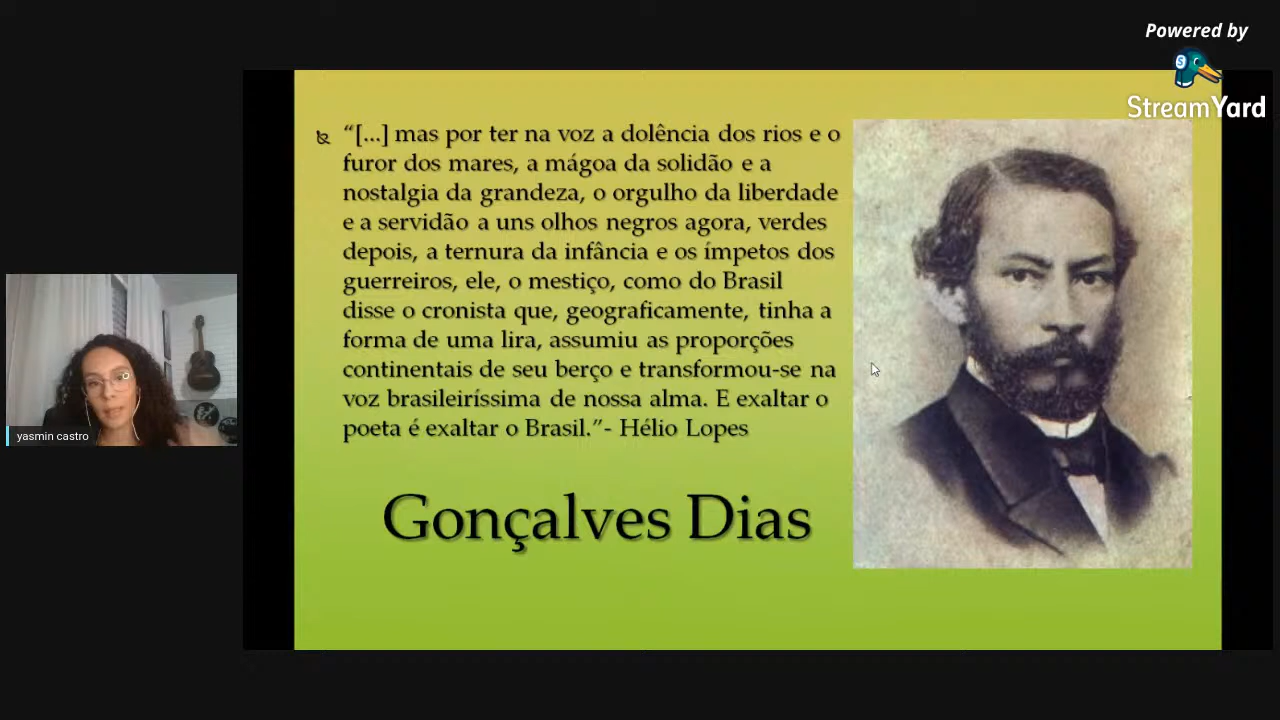 Powered by
StreamYard
“[...] mas por ter na voz a dolência dos rios e o
furor dos mares, a mágoa da solidão e a
nostalgia da grandeza, o orgulho da liberdade
e a servidão a uns olhos negros agora, verdes
depois, a ternura da infância e os ímpetos dos
guerreiros, ele, o mestiço, como do Brasil
disse o cronista que, geograficamente, tinha a
forma de uma lira, assumiu as proporções
continentais de seu berço e transformou-se na
voz brasileiríssima de nossa alma. E exaltar o
poeta é exaltar o Brasil.”- Hélio Lopes
Gonçalves Dias
yasmin castro